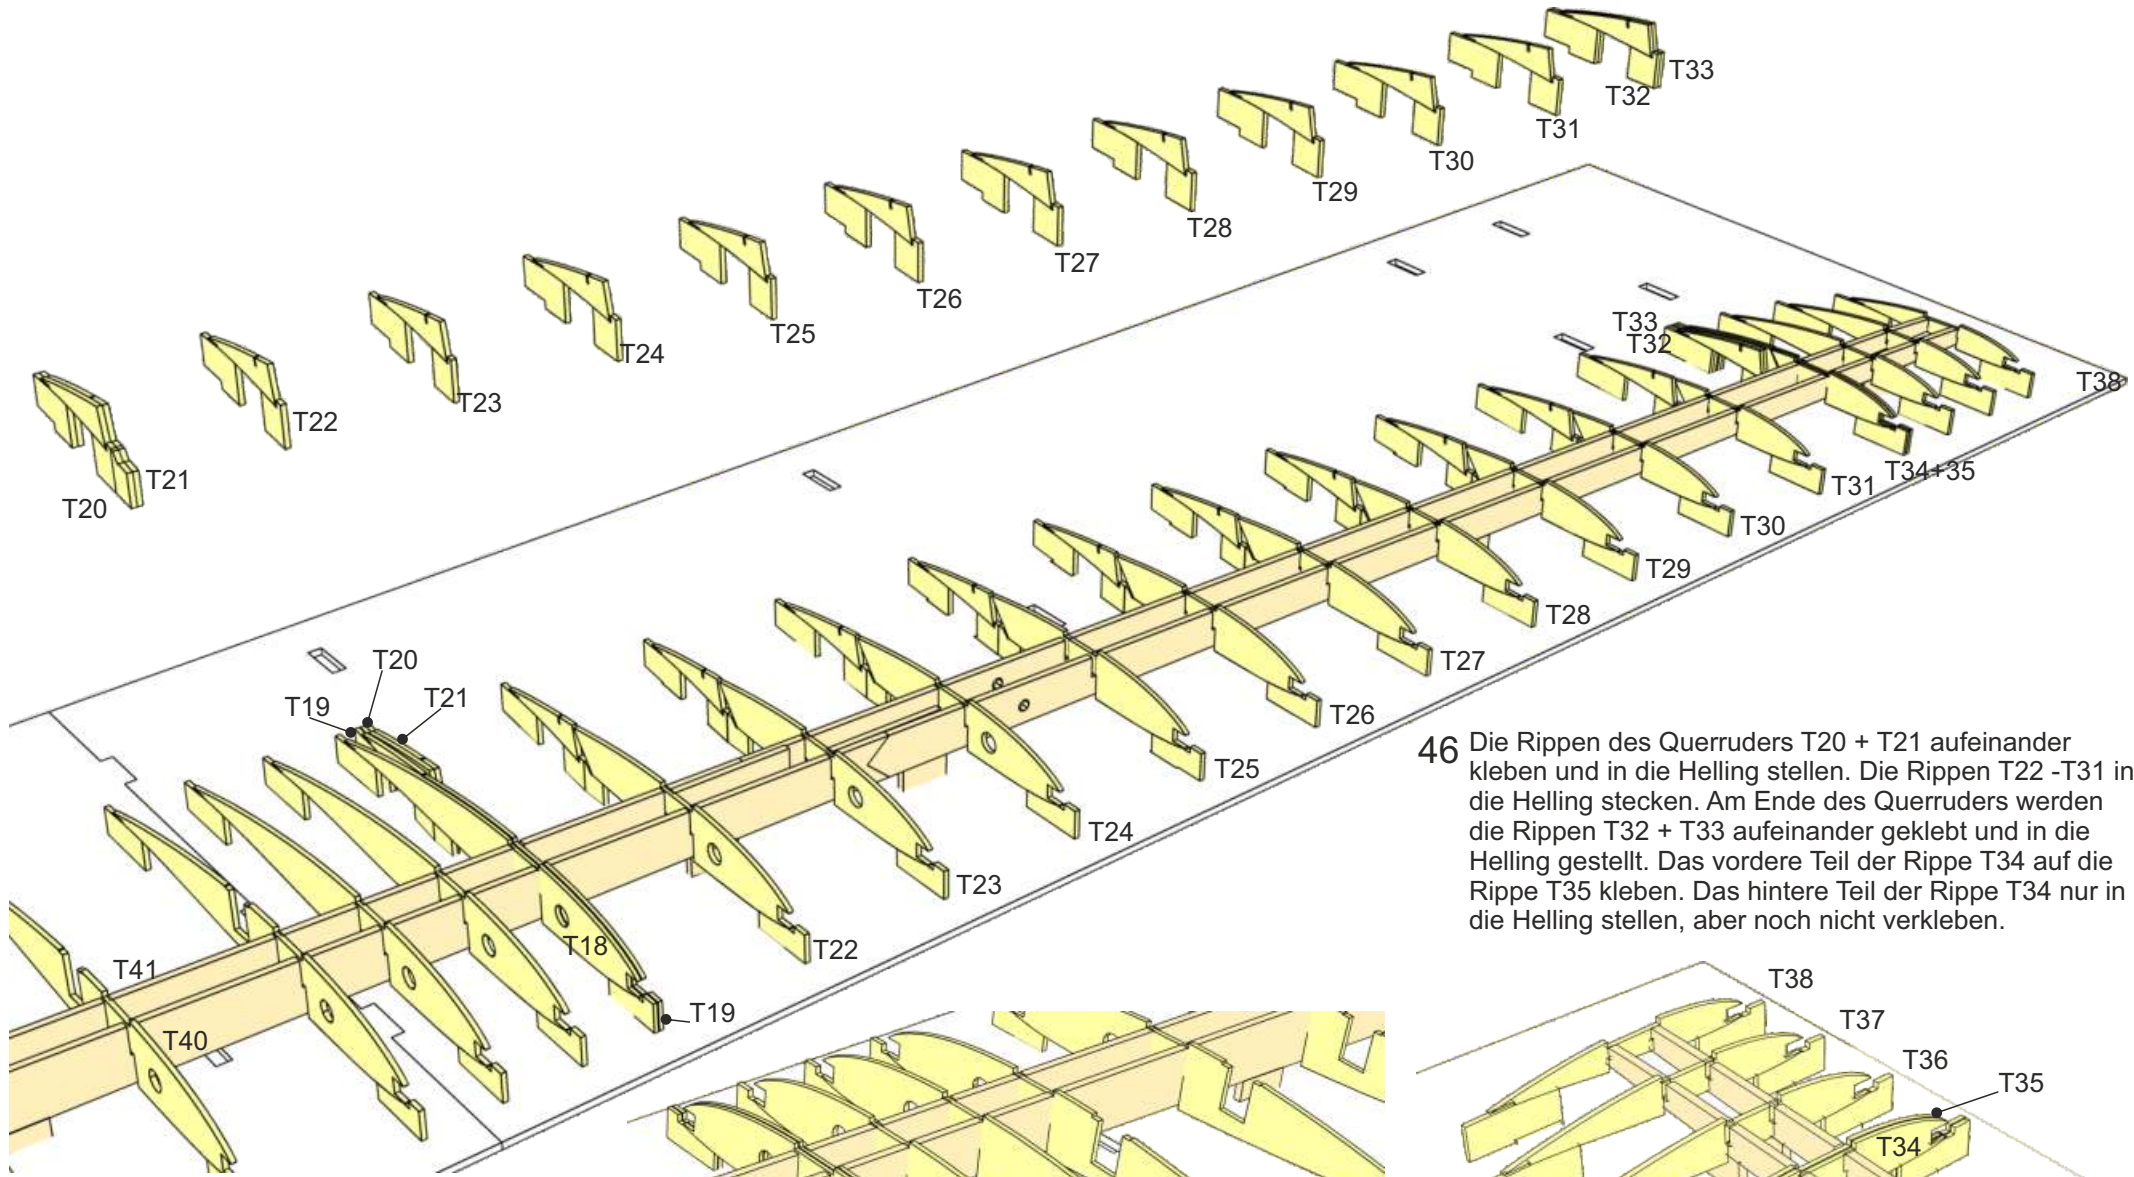 T33
T32
T31
T30
T29
T28
T27
T26
T25
T24
T23
T22
T21
T20
T33
T32
T38
T34+35
T31
T30
T29
T28
T27
T26
T25
T24
T23
T22
T20
T19
T21
T18
T19
T41
T40
46 Die Rippen des Querruders T20 + T21 aufeinander
kleben und in die Helling stellen. Die Rippen T22 -T31 in
die Helling stecken. Am Ende des Querruders werden
die Rippen T32 + T33 aufeinander geklebt und in die
Helling gestellt. Das vordere Teil der Rippe T34 auf die
Rippe T35 kleben. Das hintere Teil der Rippe T34 nur in
die Helling stellen, aber noch nicht verkleben.
T38
T37
T36
T35
T34